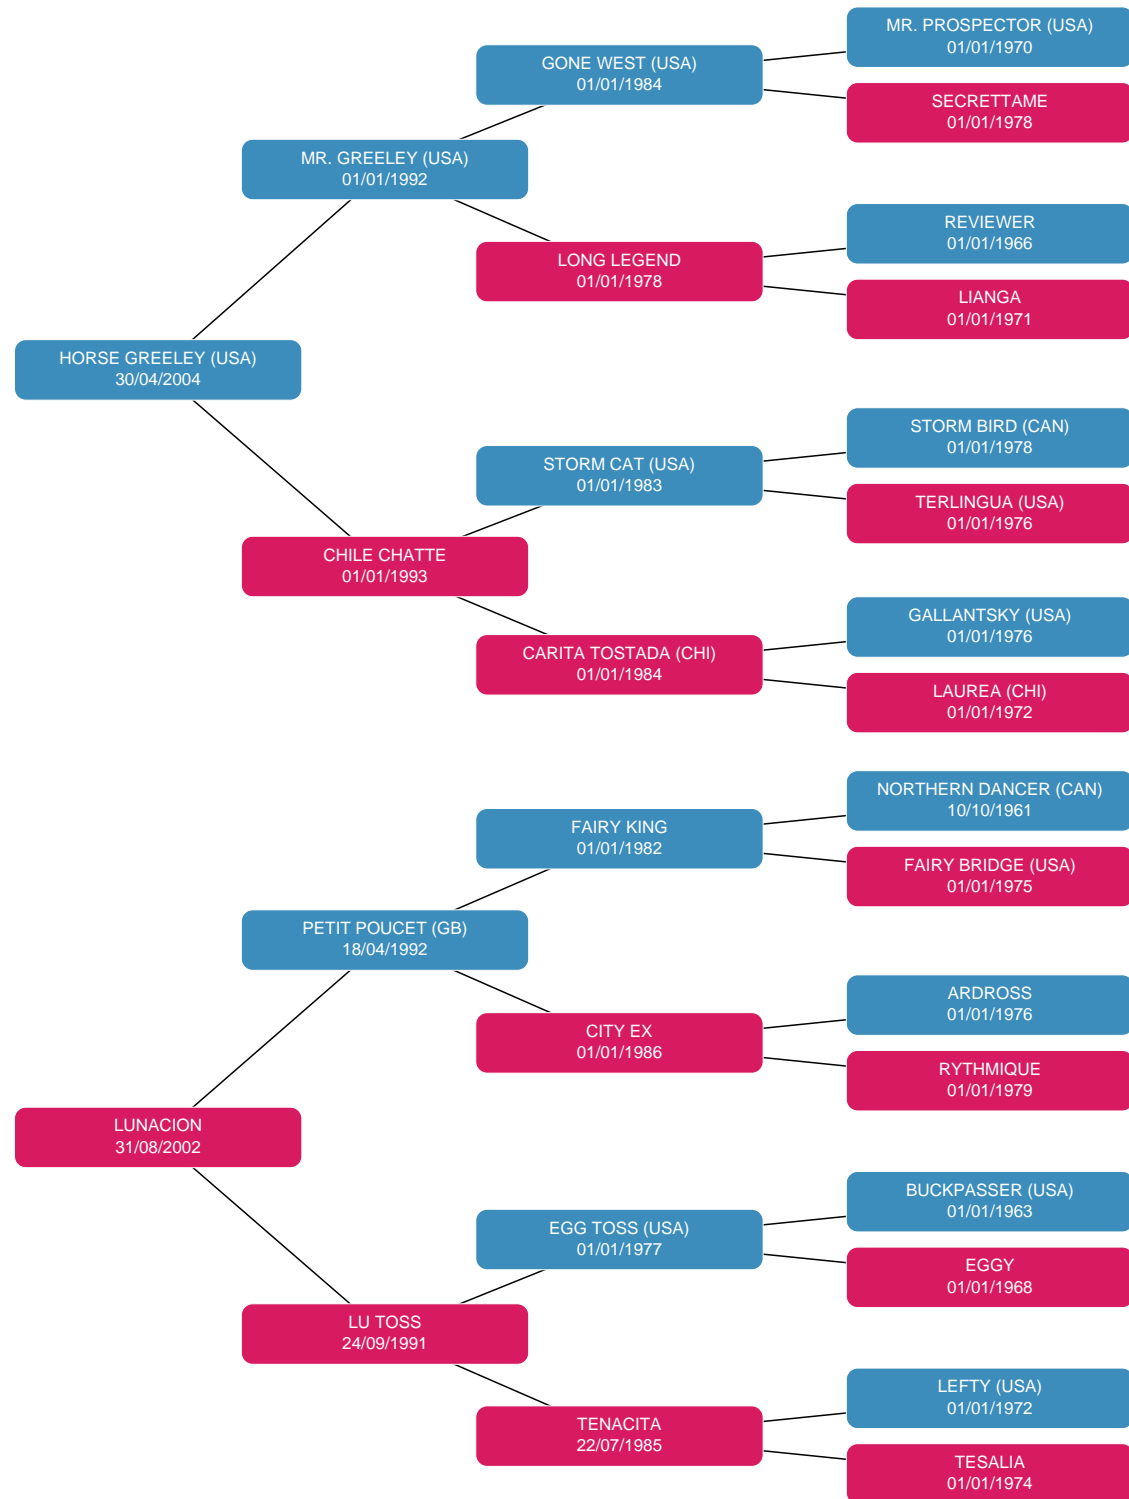 MR. PROSPECTOR (USA)
01/01/1970
GONE WEST (USA)
01/01/1984
SECRETTAME
01/01/1978
MR. GREELEY (USA)
01/01/1992
REVIEWER
01/01/1966
LONG LEGEND
01/01/1978
LIANGA
01/01/1971
HORSE GREELEY (USA)
30/04/2004
STORM BIRD (CAN)
01/01/1978
STORM CAT (USA)
01/01/1983
TERLINGUA (USA)
01/01/1976
CHILE CHATTE
01/01/1993
GALLANTSKY (USA)
01/01/1976
CARITA TOSTADA (CHI)
01/01/1984
LAUREA (CHI)
01/01/1972
NORTHERN DANCER (CAN)
10/10/1961
FAIRY KING
01/01/1982
FAIRY BRIDGE (USA)
01/01/1975
PETIT POUCET (GB)
18/04/1992
ARDROSS
01/01/1976
CITY EX
01/01/1986
RYTHMIQUE
01/01/1979
LUNACION
31/08/2002
BUCKPASSER (USA)
01/01/1963
EGG TOSS (USA)
01/01/1977
EGGY
01/01/1968
LU TOSS
24/09/1991
LEFTY (USA)
01/01/1972
TENACITA
22/07/1985
TESALIA
01/01/1974